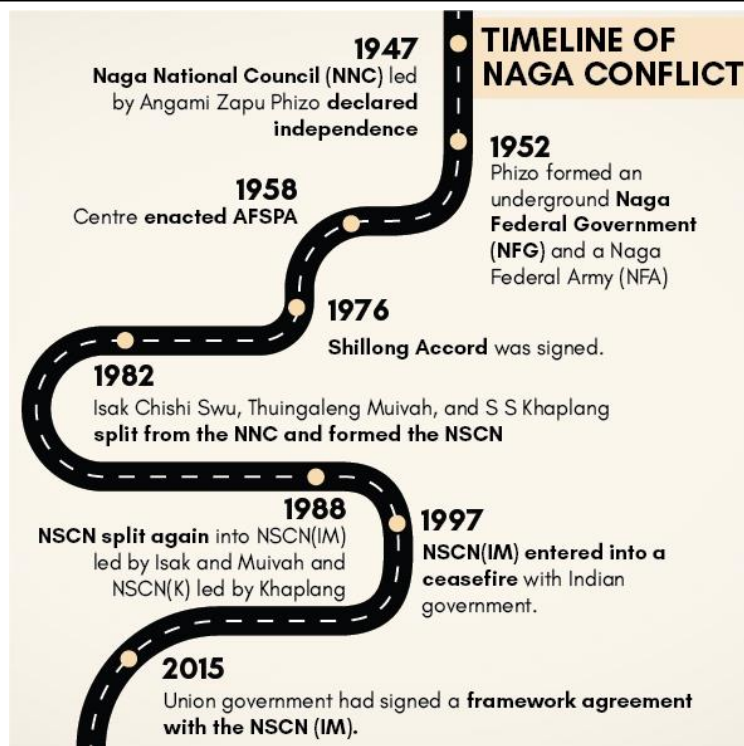 TIMELINE OF
NAGA CONFLICT
1947
Naga National Council (NNC) led
by Angami Zapu Phizo declared
independence
1952
Phizo formed an
underground Naga
Federal Government
(NFG) and a Naga
Federal Army (NFA)
1958
Centre enacted AFSPA
1976
Shillong Accord was signed.
1982
Isak Chishi Swu, Thuingaleng Muivah, and S S Khaplang
split from the NNC and formed the NSCN
1988
NSCN split again into NSCN(IM)
led by Isak and Muivah and
NSCN(K) led by Khaplang
1997
NSCN(IM) entered into a
ceasefire with Indian
government.
2015
Union government had signed a framework agreement
with the NSCN (IM).